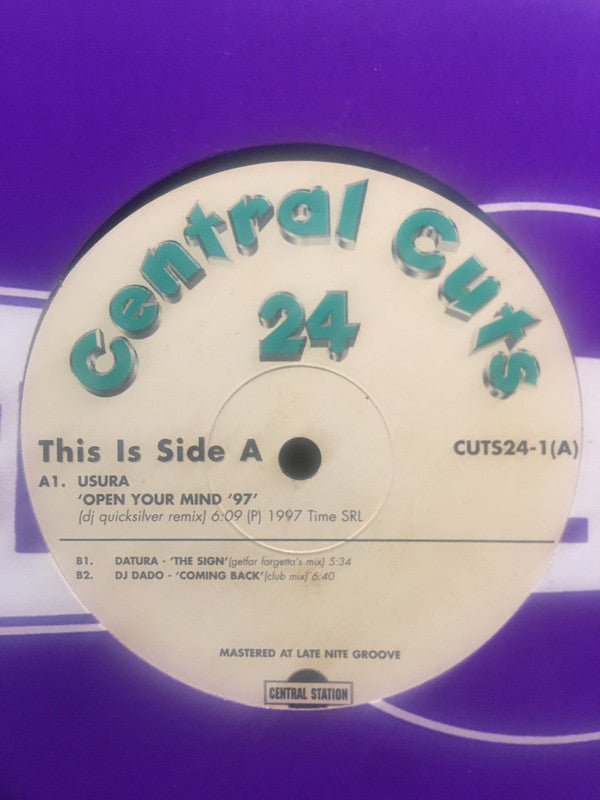 Central Cuts
24
This Is Side A
CUTS24-1(A)
A1. USURA
'OPEN YOUR MIND '97'
(dj quicksilver remix) 6:09 (P) 1997 Time SRL
B1. DATURA - 'THE SIGN' (getfar fargetta's mix) 5:34
B2. DJ DADO - 'COMING BACK' (club mix) 6:40
MASTERED AT LATE NITE GROOVE
CENTRAL STATION